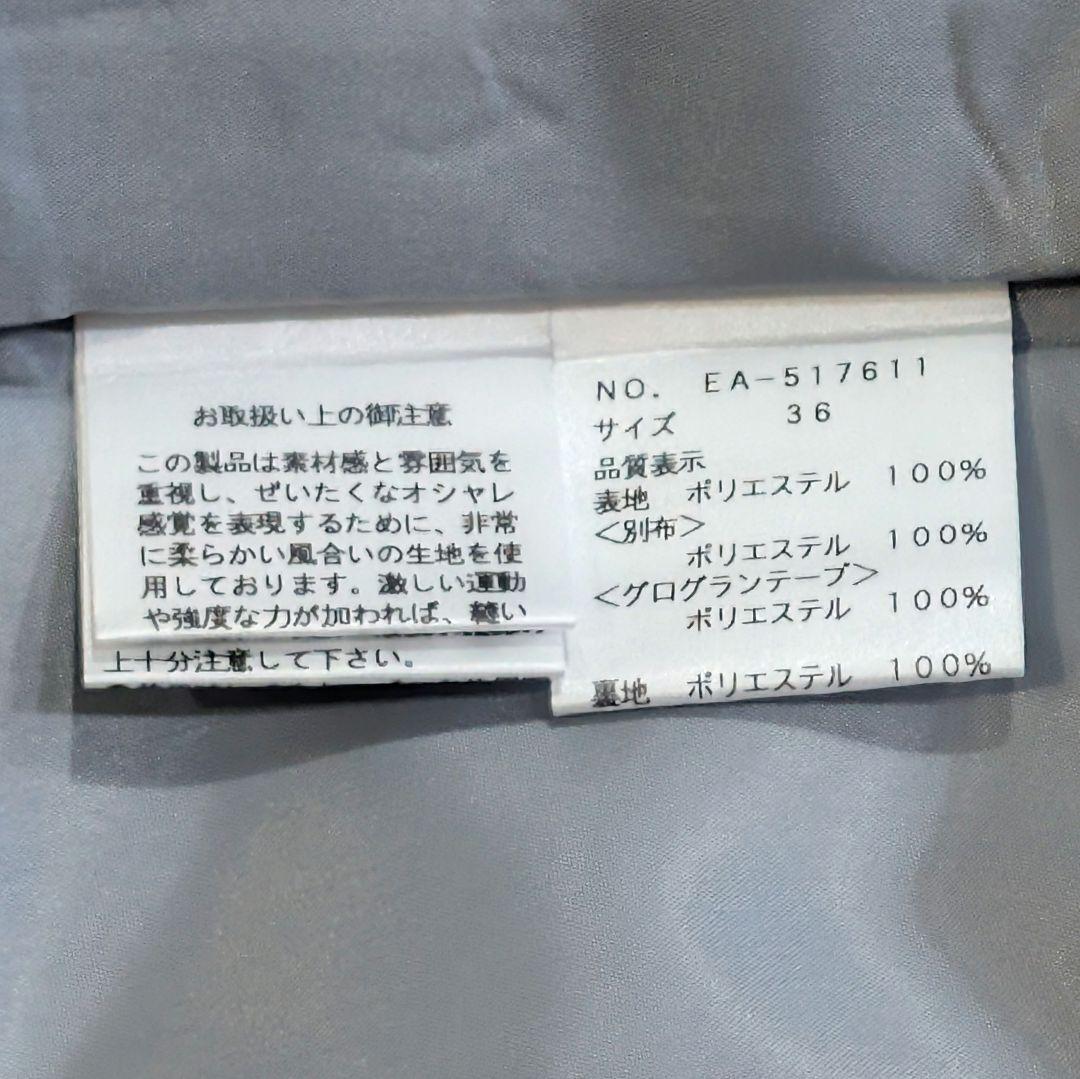 お取扱い上の御注意
この製品は素材感と雰囲気を
重視し、ぜいたくなオシャレ
感覚を表現するために、非常
に柔らかい風合いの生地を使
用しております。激しい運動
や強度な力が加われば、縫い
上十分注意して下さい。
NO. EA-517611
サイズ 36
品質表示
表地 ポリエステル 100%
<別布>
ポリエステル 100%
<グログランテープ>
ポリエステル 100%
裏地 ポリエステル 100%